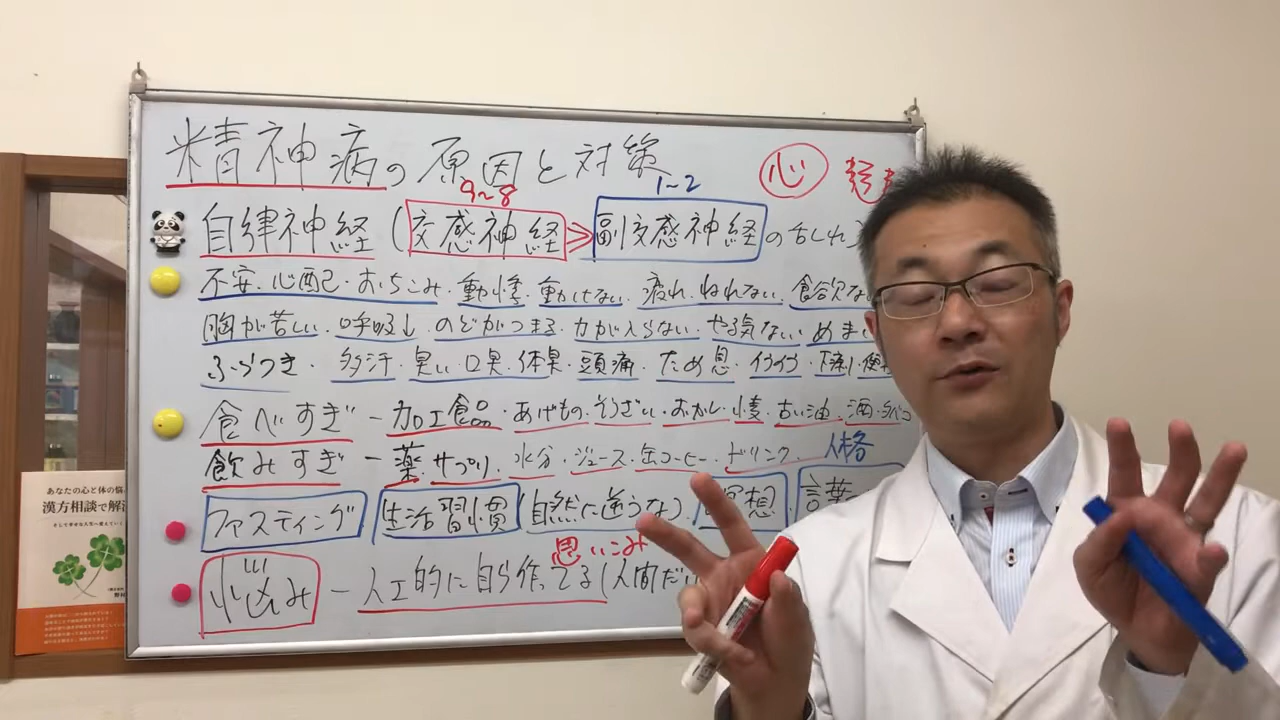 精神病の原因と対策
心
9〜8
1〜2
自律神経(交感神経≫副交感神経の乱れ)
不安・心配・おちこみ・動悸・動けない・疲れ・ねれない・食欲な
胸が苦しい・呼吸↓・のどがつまる・力が入らない・やる気ない・めまい
ふらつき・多汗・臭い・口臭・体臭・頭痛・ため息・イライラ・下痢・便
食べすぎ−加工食品・あげもの・そうざい・おかし・小麦・古い油・酒・タバコ
飲みすぎ−薬・サプリ・水分・ジュース・缶コーヒー・ドリンク
人格
ファスティング 生活習慣(自然に逆うな)瞑想 言葉
思いこみ
悩み−人工的に自ら作ってる(人間だけ
あなたの心と体の悩
漢方相談で解